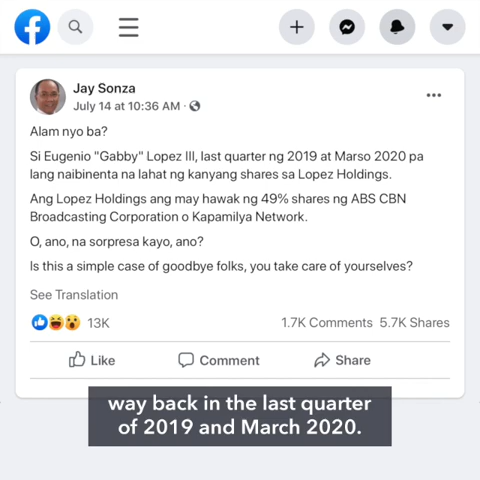 Jay Sonza
July 14 at 10:36 AM ·
Alam nyo ba?
Si Eugenio "Gabby" Lopez III, last quarter ng 2019 at Marso 2020 pa
lang naibinenta na lahat ng kanyang shares sa Lopez Holdings.
Ang Lopez Holdings ang may hawak ng 49% shares ng ABS CBN
Broadcasting Corporation o Kapamilya Network.
O, ano, na sorpresa kayo, ano?
Is this a simple case of goodbye folks, you take care of yourselves?
See Translation
13K 1.7K Comments 5.7K Shares
Like Comment Share
way back in the last quarter
of 2019 and March 2020.